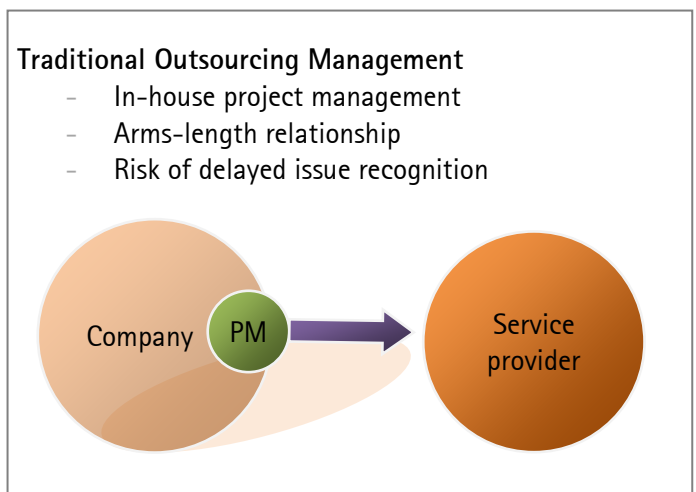 Traditional Outsourcing Management
- In-house project management
- Arms-length relationship
- Risk of delayed issue recognition
Company
PM
Service
provider